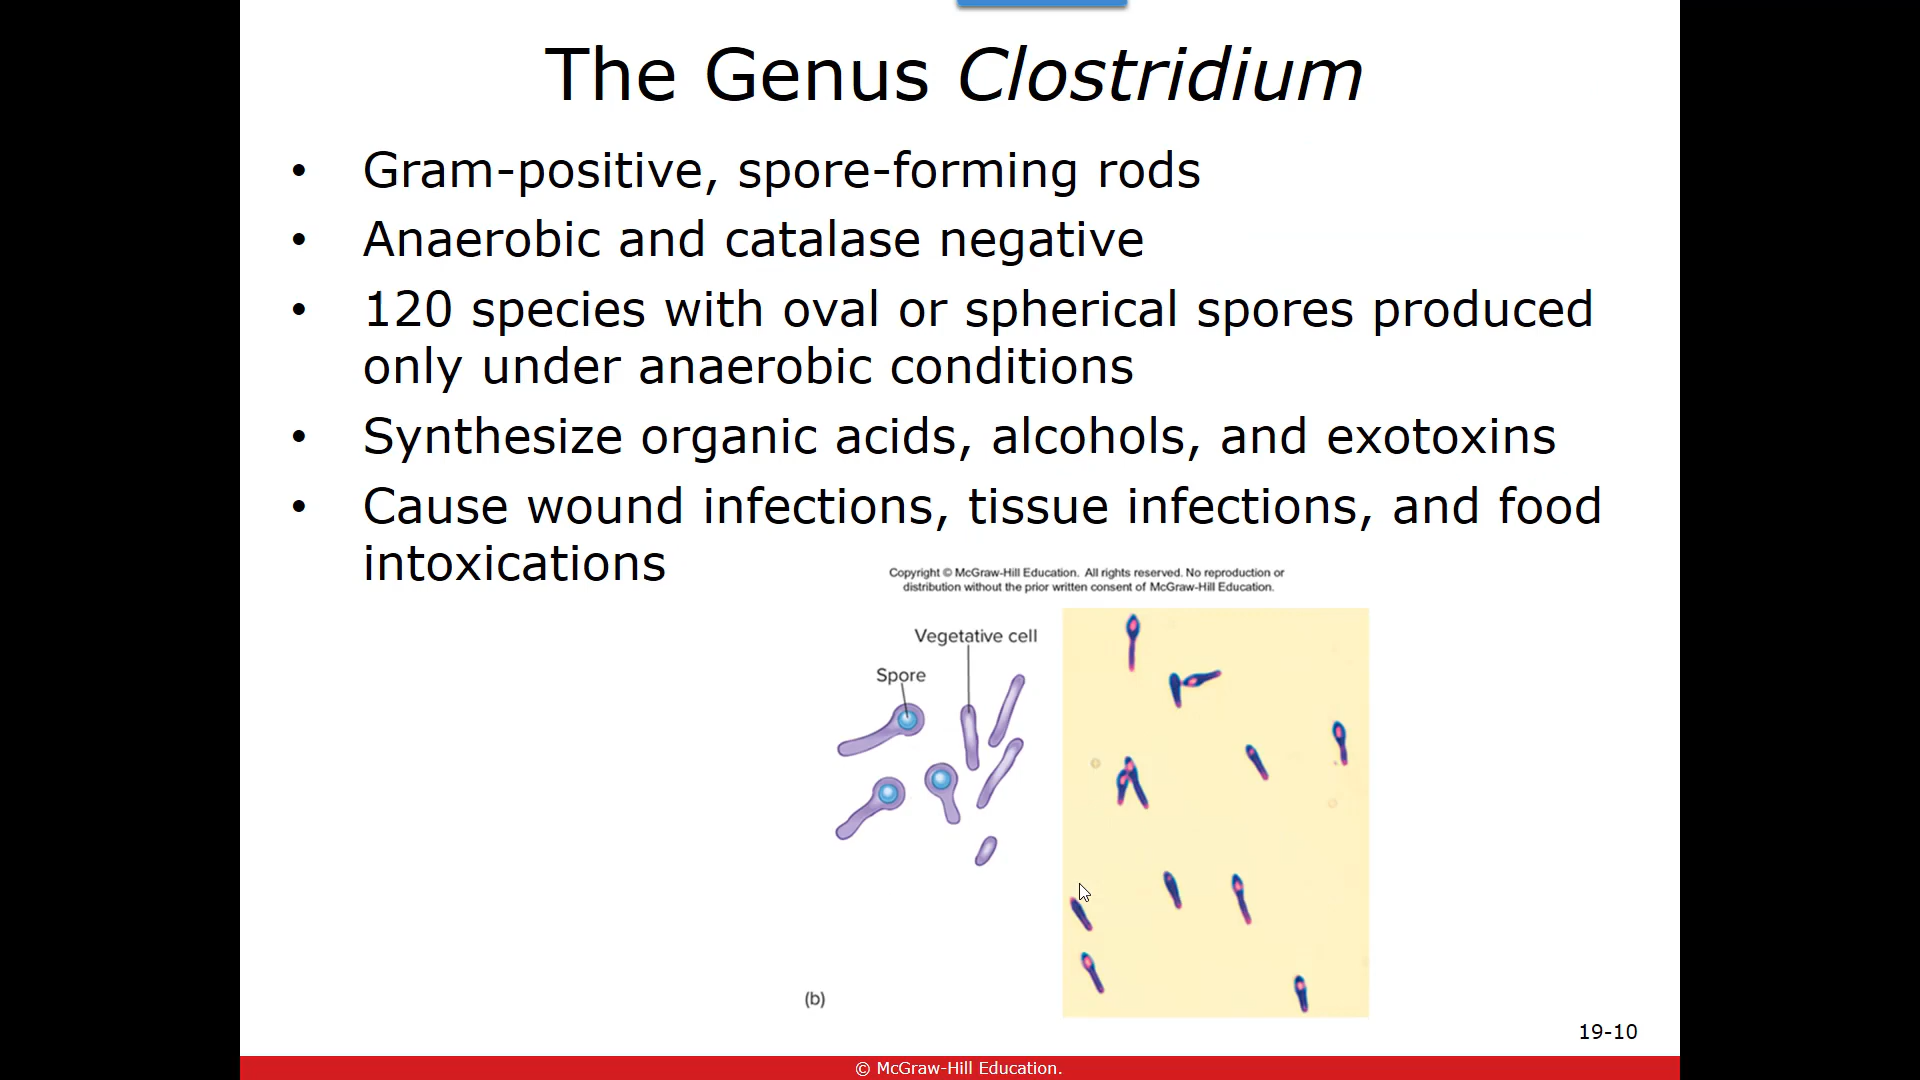 The Genus Clostridium
• Gram-positive, spore-forming rods
• Anaerobic and catalase negative
• 120 species with oval or spherical spores produced
only under anaerobic conditions
• Synthesize organic acids, alcohols, and exotoxins
• Cause wound infections, tissue infections, and food
intoxications
Copyright © McGraw-Hill Education. All rights reserved. No reproduction or
distribution without the prior written consent of McGraw-Hill Education.
Vegetative cell
Spore
(b)
19-10
© McGraw-Hill Education.